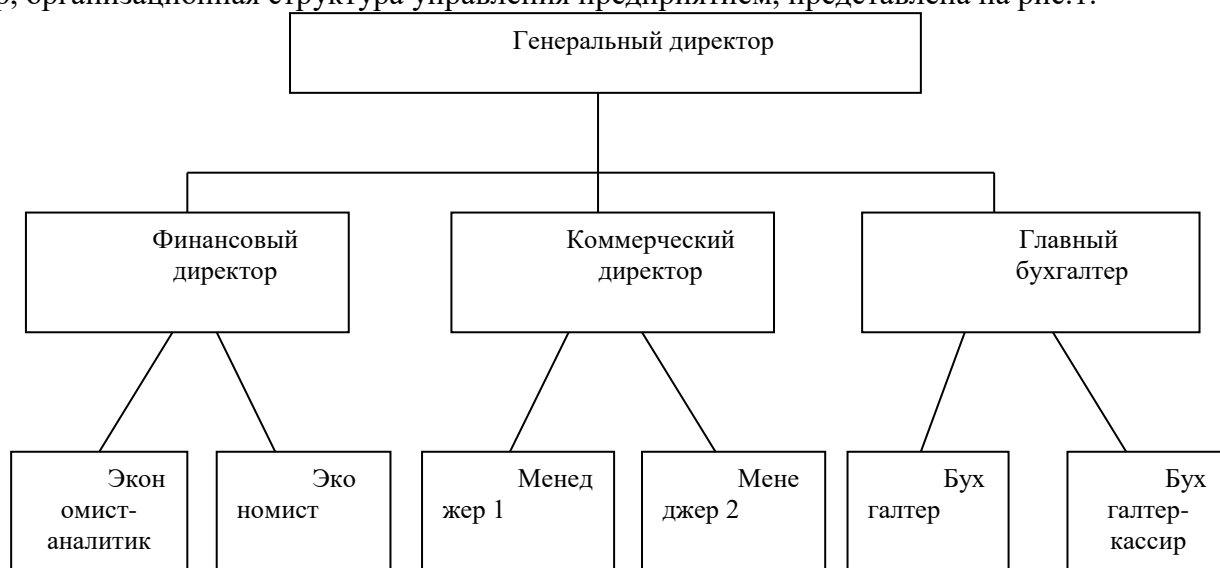 организационная структура управления предприятием, представлена на рис.1.
Генеральный директор
Финансовый
директор
Коммерческий
директор
Главный
бухгалтер
Экон
омист-
аналитик
Эко
номист
Менед
жер 1
Мене
джер 2
Бух
галтер
Бух
галтер-
кассир